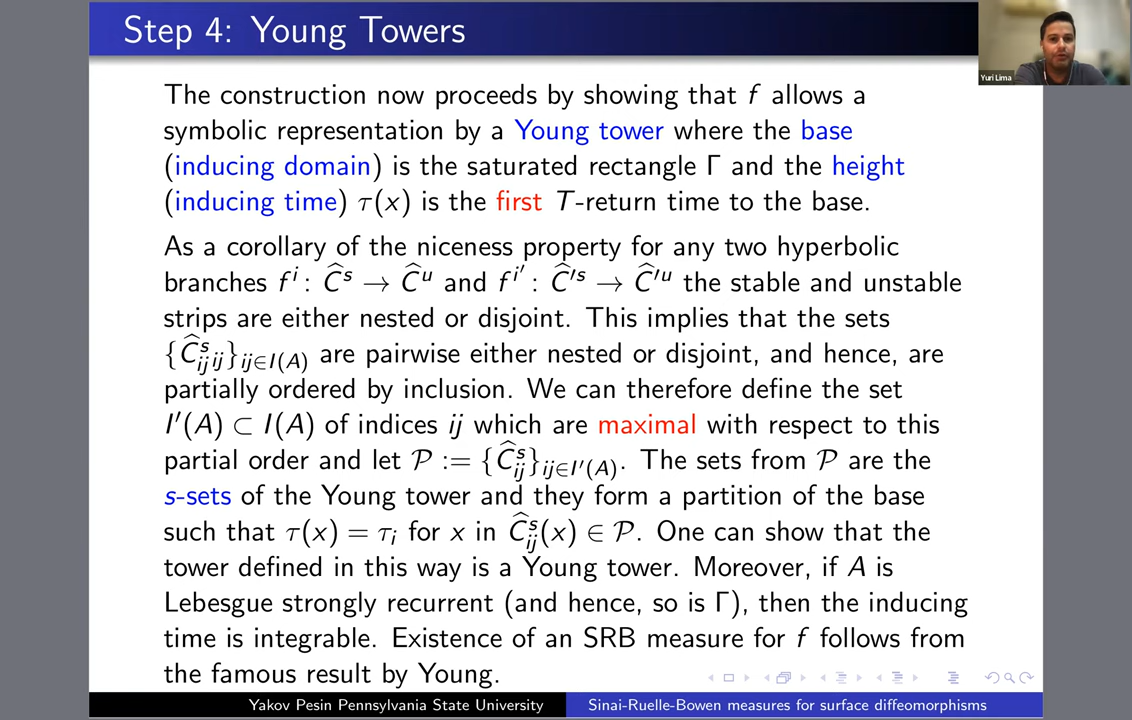 Step 4: Young Towers
Yuri Lima
The construction now proceeds by showing that f allows a
symbolic representation by a Young tower where the base
(inducing domain) is the saturated rectangle Γ and the height
(inducing time) τ(x) is the first T-return time to the base.
As a corollary of the niceness property for any two hyperbolic
branches f^i : Ĉ^s → Ĉ^u and f^{i′} : Ĉ′^s → Ĉ′^u the stable and unstable
strips are either nested or disjoint. This implies that the sets
{Ĉ^s_{ij} ij}_{ij∈I(A)} are pairwise either nested or disjoint, and hence, are
partially ordered by inclusion. We can therefore define the set
I′(A) ⊂ I(A) of indices ij which are maximal with respect to this
partial order and let P := {Ĉ^s_{ij}}_{ij∈I′(A)}. The sets from P are the
s-sets of the Young tower and they form a partition of the base
such that τ(x) = τ_i for x in Ĉ^s_{ij}(x) ∈ P. One can show that the
tower defined in this way is a Young tower. Moreover, if A is
Lebesgue strongly recurrent (and hence, so is Γ), then the inducing
time is integrable. Existence of an SRB measure for f follows from
the famous result by Young.
Yakov Pesin Pennsylvania State University
Sinai-Ruelle-Bowen measures for surface diffeomorphisms